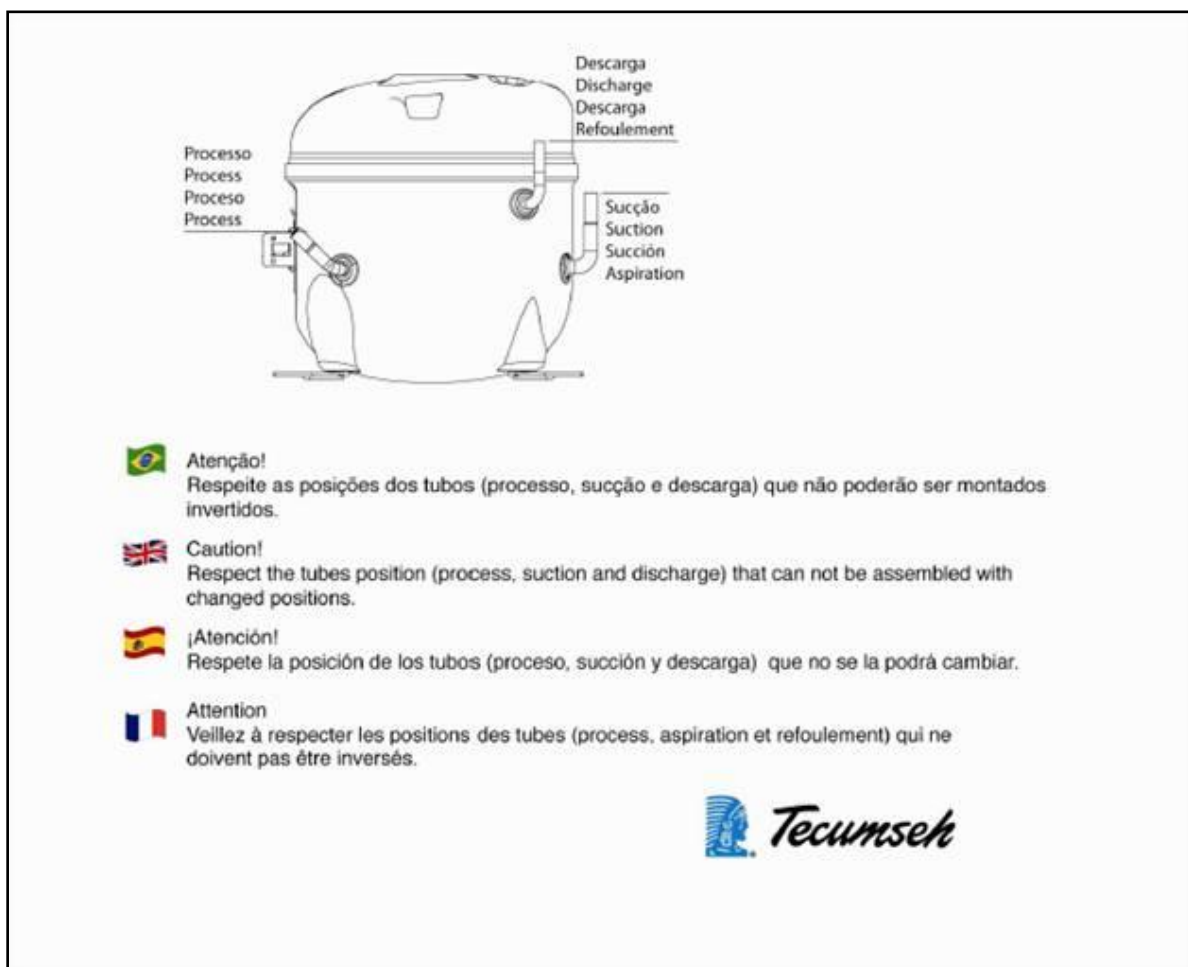 Descarga
Discharge
Descarga
Refoulement
Processo
Process
Proceso
Process
Sucção
Suction
Succión
Aspiration
Atenção!
Respeite as posições dos tubos (processo, sucção e descarga) que não poderão ser montados
invertidos.
Caution!
Respect the tubes position (process, suction and discharge) that can not be assembled with
changed positions.
¡Atención!
Respete la posición de los tubos (proceso, succión y descarga) que no se la podrá cambiar.
Attention
Veillez à respecter les positions des tubes (process, aspiration et refoulement) qui ne
doivent pas être inversés.
Tecumseh